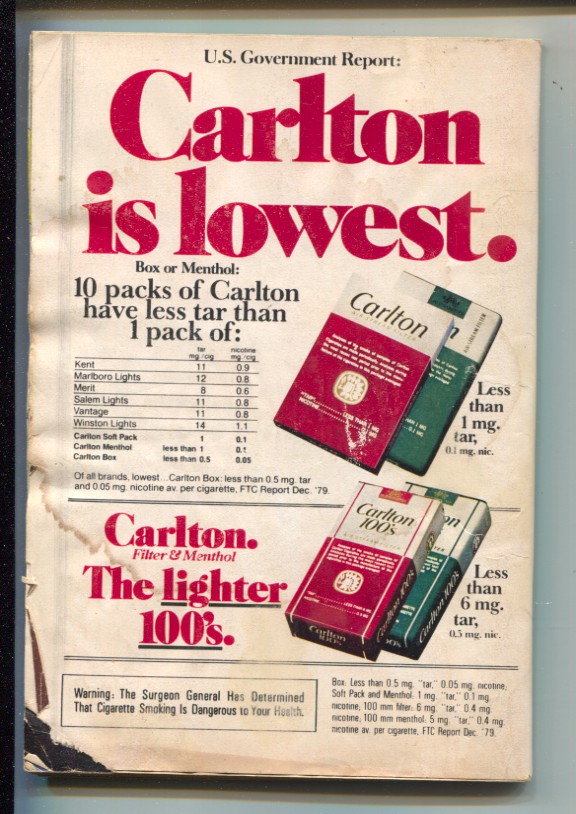 U.S. Government Report:
Carlton
is lowest.
Box or Menthol:
10 packs of Carlton
have less tar than
1 pack of:
tar mg./cig nicotine mg./cig
Kent 11 0.9
Marlboro Lights 12 0.8
Merit 8 0.6
Salem Lights 11 0.8
Vantage 11 0.8
Winston Lights 14 1.1
Carlton Soft Pack 1 0.1
Carlton Menthol less than 1 0.1
Carlton Box less than 0.5 0.05
Of all brands, lowest...Carlton Box: less than 0.5 mg. tar
and 0.05 mg. nicotine av. per cigarette, FTC Report Dec. '79.
Carlton
Less
than
1 mg.
tar,
0.1 mg. nic.
Carlton.
Filter & Menthol
The lighter
100's.
Carlton
100's
Carlton
100's
Carlton 100's
Carlton 100's
Less
than
6 mg.
tar,
0.5 mg. nic.
Warning: The Surgeon General Has Determined
That Cigarette Smoking Is Dangerous to Your Health.
Box: Less than 0.5 mg. "tar," 0.05 mg. nicotine;
Soft Pack and Menthol: 1 mg. "tar," 0.1 mg.
nicotine; 100 mm filter: 6 mg. "tar," 0.4 mg.
nicotine; 100 mm menthol: 5 mg. "tar," 0.4 mg.
nicotine av. per cigarette, FTC Report Dec. '79.